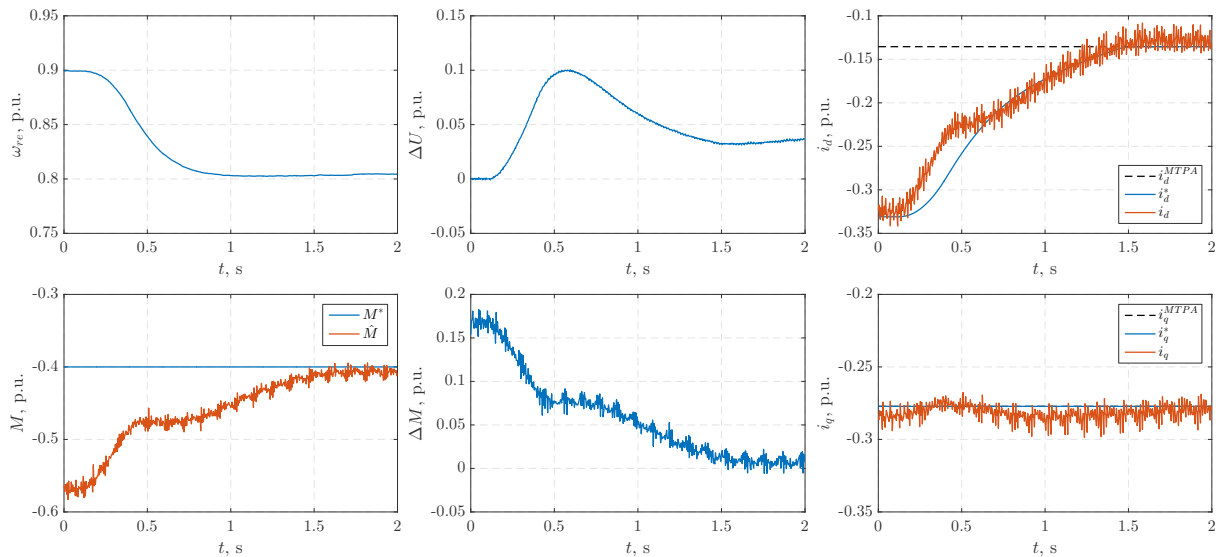 0.95
0.9
0.85
0.8
0.75
ω_re, p.u.
0 0.5 1 1.5 2
t, s
0.15
0.1
0.05
0
-0.05
ΔU, p.u.
0 0.5 1 1.5 2
t, s
-0.1
-0.15
-0.2
-0.25
-0.3
-0.35
i_d, p.u.
i_d^MTPA
i_d^*
i_d
0 0.5 1 1.5 2
t, s
-0.3
-0.4
-0.5
-0.6
M, p.u.
M*
M̂
0 0.5 1 1.5 2
t, s
0.2
0.15
0.1
0.05
0
-0.05
ΔM, p.u.
0 0.5 1 1.5 2
t, s
-0.2
-0.25
-0.3
-0.35
i_q, p.u.
i_q^MTPA
i_q^*
i_q
0 0.5 1 1.5 2
t, s